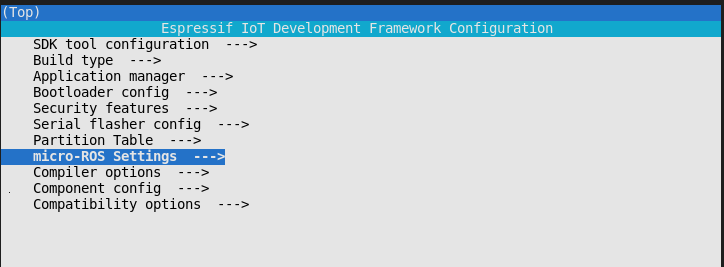 (Top)
Espressif IoT Development Framework Configuration
SDK tool configuration  --->
Build type  --->
Application manager  --->
Bootloader config  --->
Security features  --->
Serial flasher config  --->
Partition Table  --->
micro-ROS Settings  --->
Compiler options  --->
Component config  --->
Compatibility options  --->